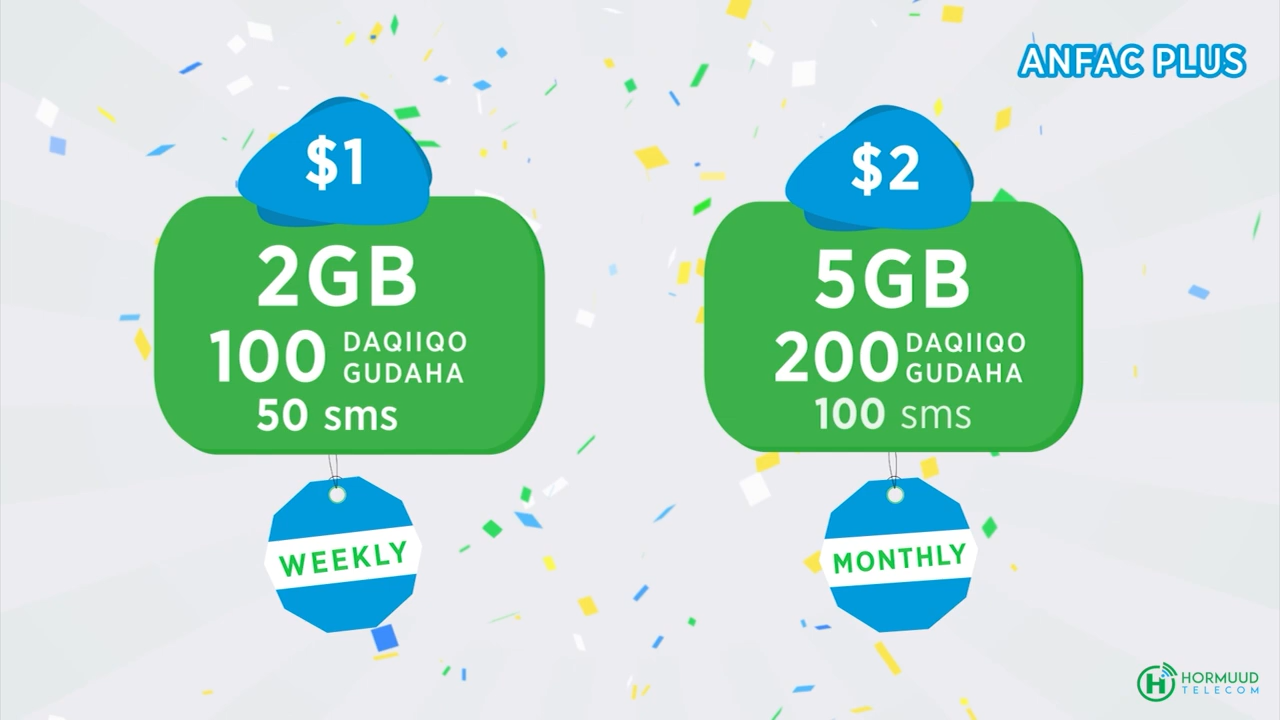 ANFAC PLUS
$1
2GB
100 DAQIIQO
GUDAHA
50 sms
WEEKLY
$2
5GB
200 DAQIIQO
GUDAHA
100 sms
MONTHLY
HORMUUD
TELECOM